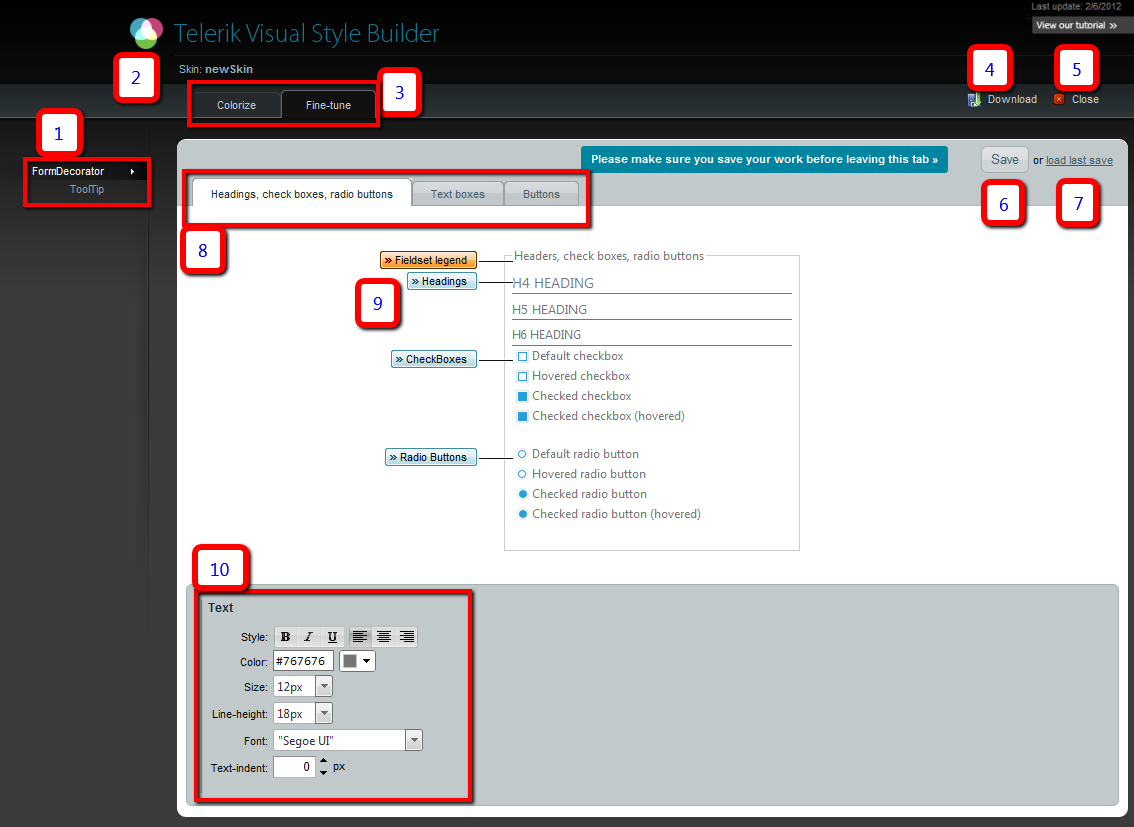 Last update: 2/6/2012
View our tutorial »
Telerik Visual Style Builder
2
Skin: newSkin
3
4
5
Colorize
Fine-tune
Download
Close
1
FormDecorator
ToolTip
Please make sure you save your work before leaving this tab »
Save or load last save
6
7
Headings, check boxes, radio buttons
Text boxes
Buttons
8
» Fieldset legend
Headers, check boxes, radio buttons
» Headings
H4 HEADING
9
H5 HEADING
H6 HEADING
» CheckBoxes
Default checkbox
Hovered checkbox
Checked checkbox
Checked checkbox (hovered)
» Radio Buttons
Default radio button
Hovered radio button
Checked radio button
Checked radio button (hovered)
10
Text
Style: B I U
Color: #767676
Size: 12px
Line-height: 18px
Font: "Segoe UI"
Text-indent: 0 px